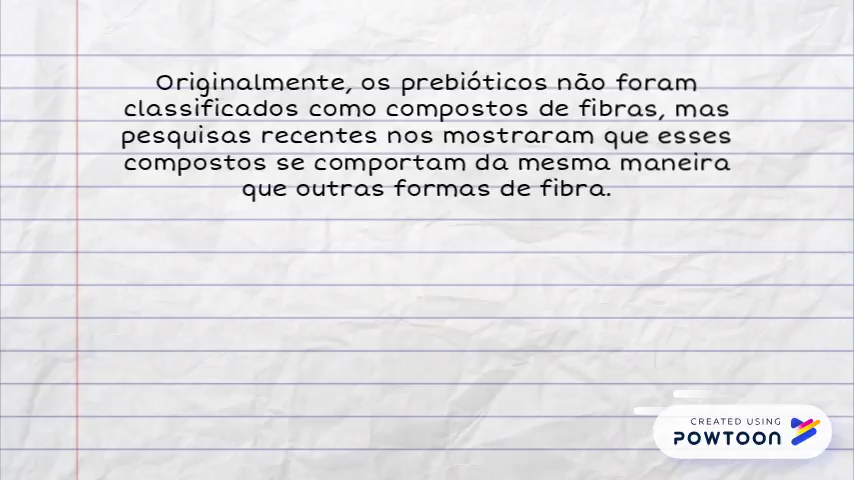 Originalmente, os prebióticos não foram
classificados como compostos de fibras, mas
pesquisas recentes nos mostraram que esses
compostos se comportam da mesma maneira
que outras formas de fibra.
CREATED USING
POWTOON